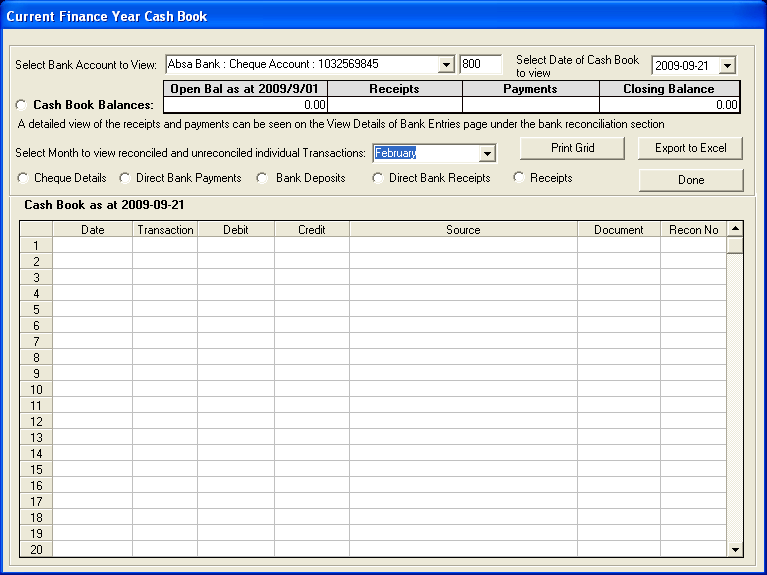 Current Finance Year Cash Book
Select Bank Account to View: Absa Bank : Cheque Account : 1032569845 800 Select Date of Cash Book to view 2009-09-21
Open Bal as at 2009/9/01 Receipts Payments Closing Balance
Cash Book Balances: 0.00 0.00
A detailed view of the receipts and payments can be seen on the View Details of Bank Entries page under the bank reconciliation section
Select Month to view reconciled and unreconciled individual Transactions: February Print Grid Export to Excel
Cheque Details Direct Bank Payments Bank Deposits Direct Bank Receipts Receipts Done
Cash Book as at 2009-09-21
Date Transaction Debit Credit Source Document Recon No
1
2
3
4
5
6
7
8
9
10
11
12
13
14
15
16
17
18
19
20